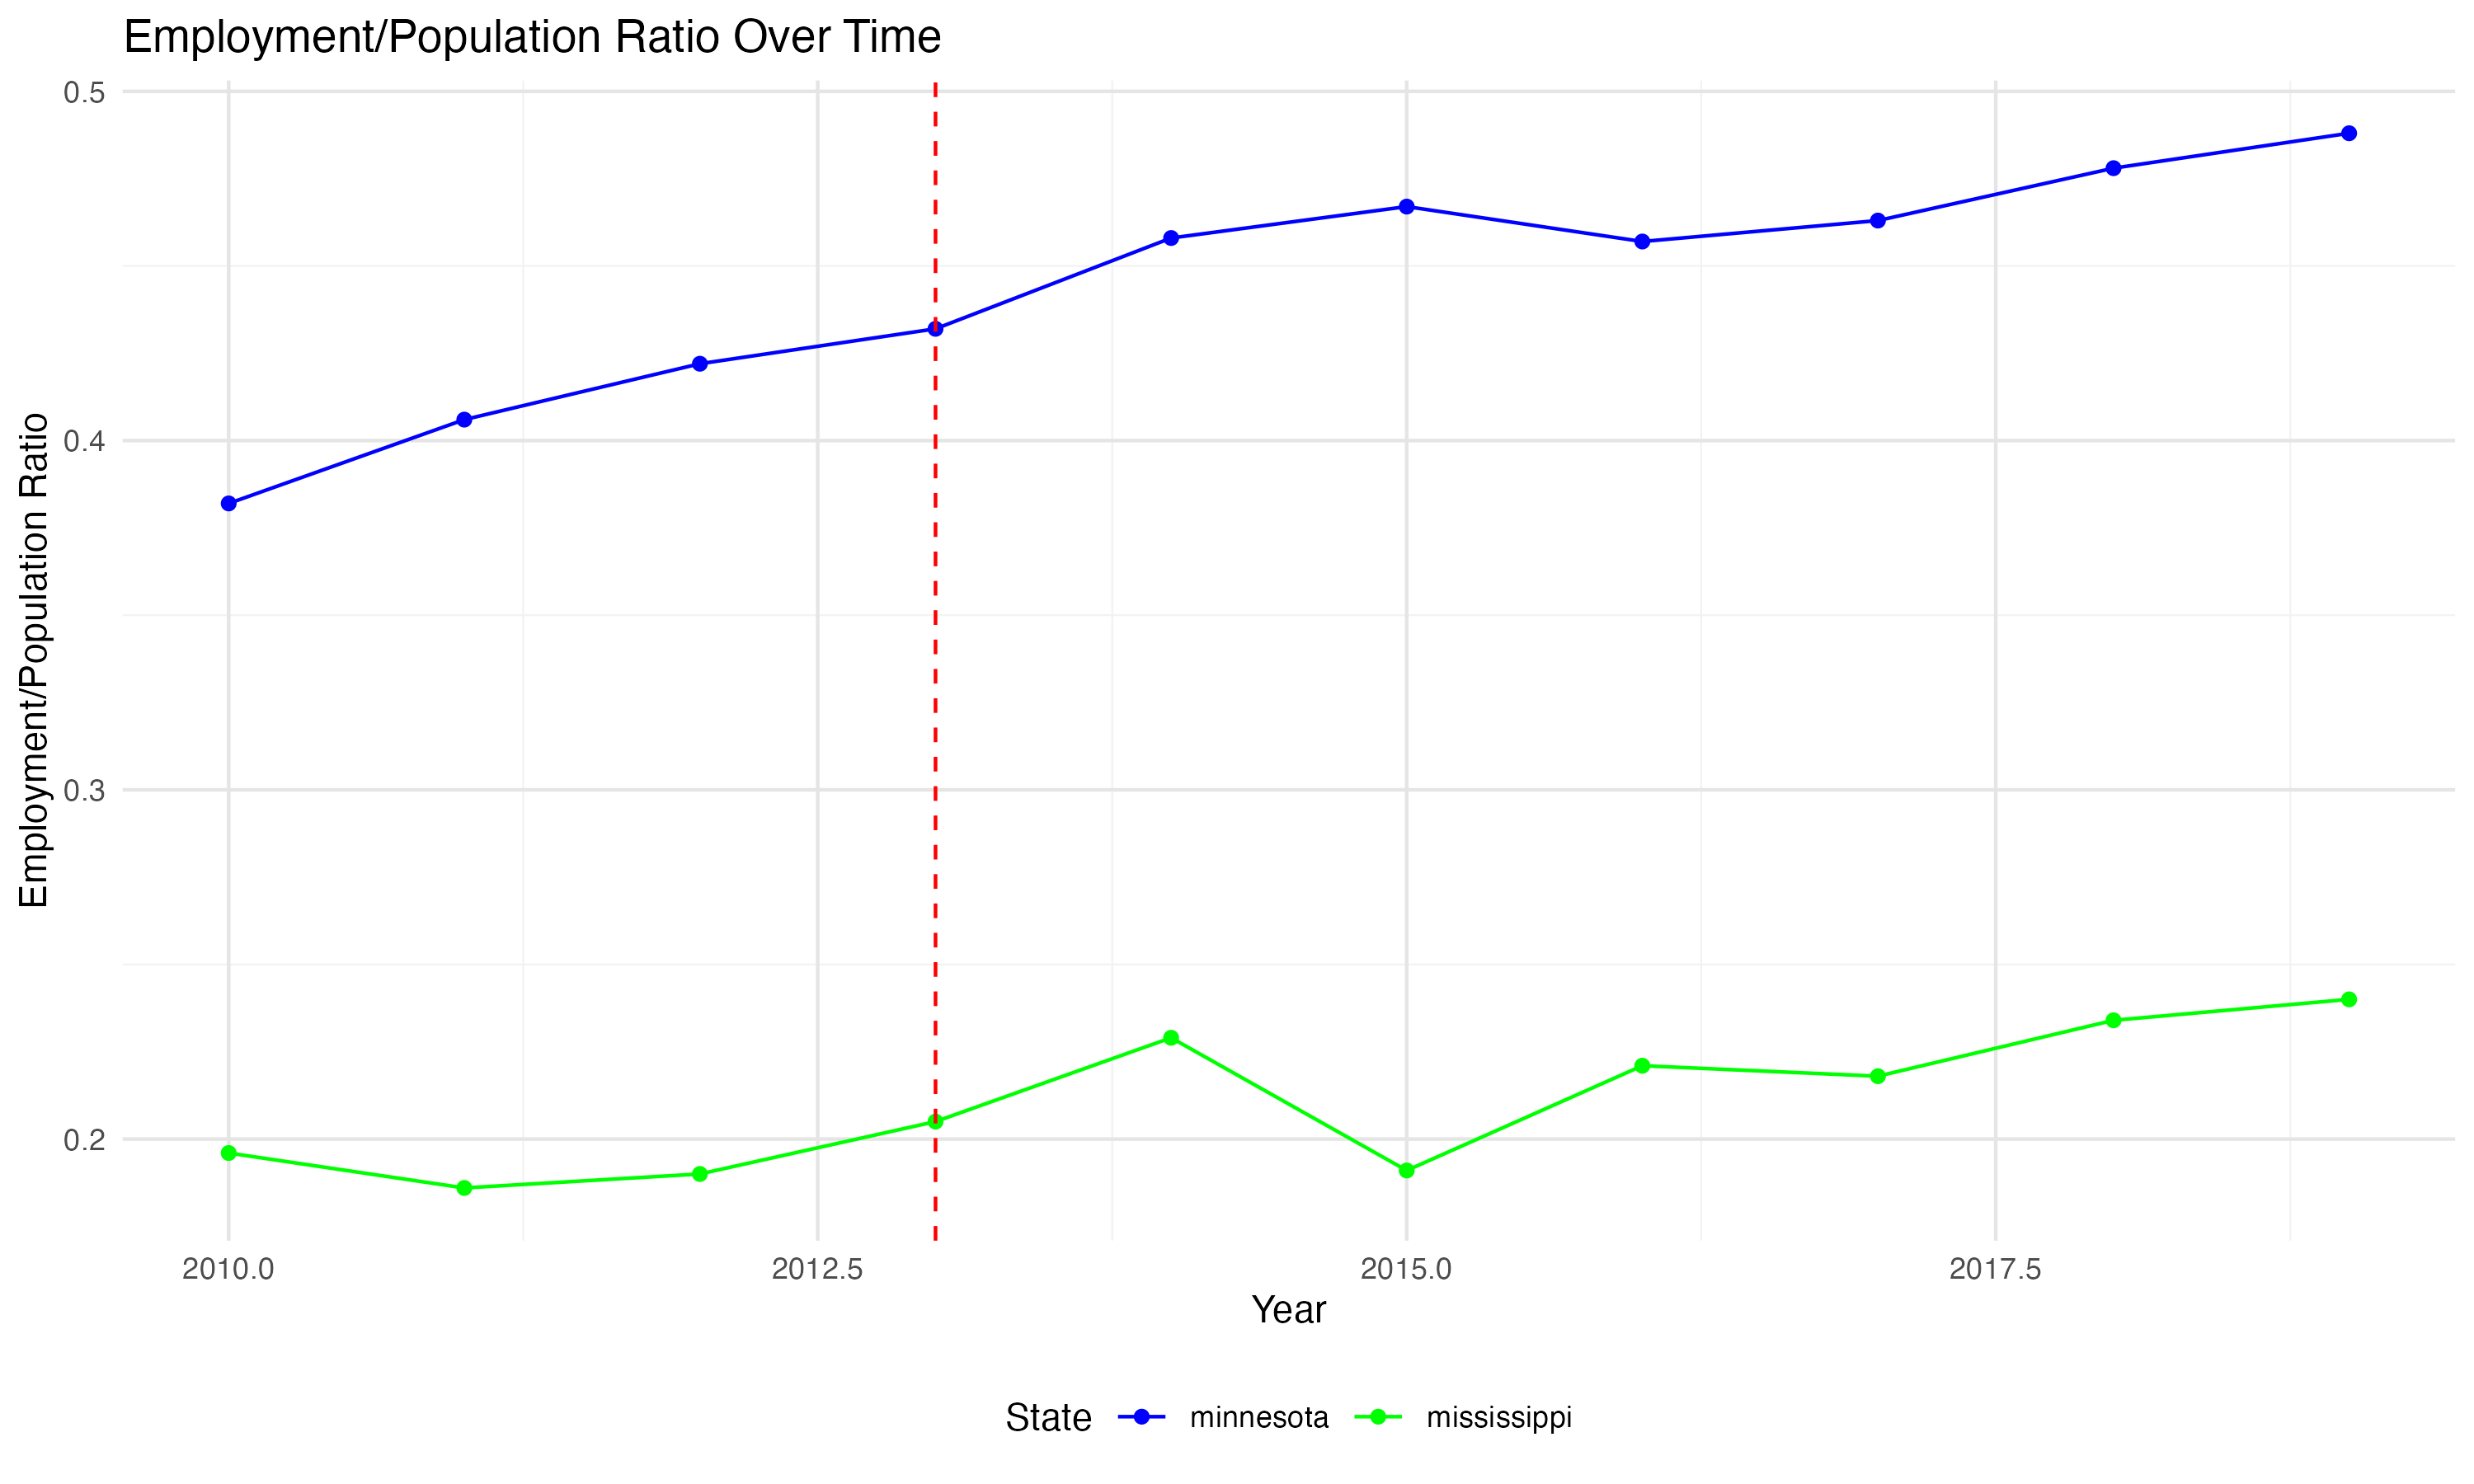 Employment/Population Ratio Over Time
Employment/Population Ratio
0.5
0.4
0.3
0.2
2010.0 2012.5 2015.0 2017.5
Year
State minnesota mississippi